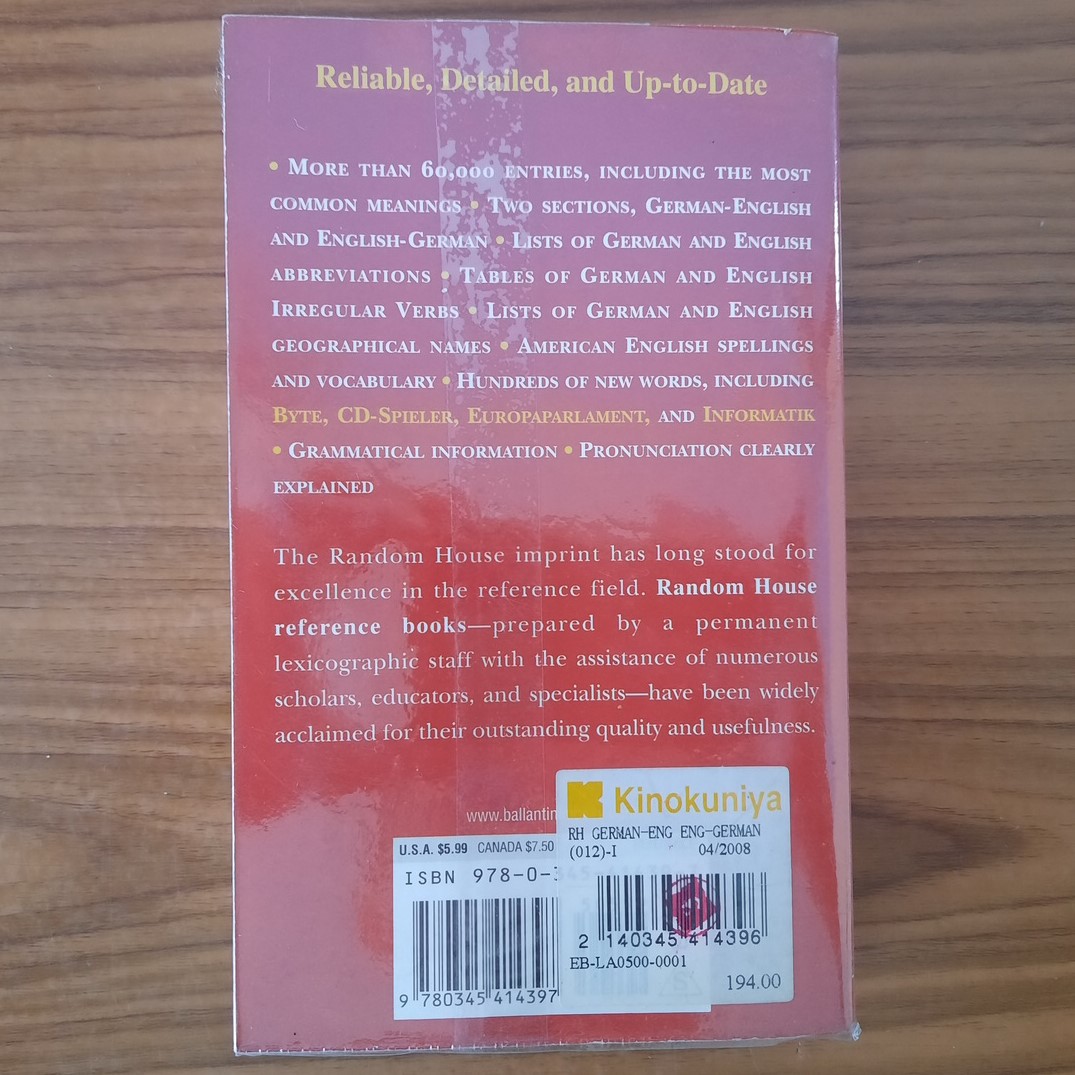 Reliable, Detailed, and Up-to-Date
• MORE THAN 60,000 ENTRIES, INCLUDING THE MOST
COMMON MEANINGS • TWO SECTIONS, GERMAN-ENGLISH
AND ENGLISH-GERMAN • LISTS OF GERMAN AND ENGLISH
ABBREVIATIONS • TABLES OF GERMAN AND ENGLISH
IRREGULAR VERBS • LISTS OF GERMAN AND ENGLISH
GEOGRAPHICAL NAMES • AMERICAN ENGLISH SPELLINGS
AND VOCABULARY • HUNDREDS OF NEW WORDS, INCLUDING
BYTE, CD-SPIELER, EUROPAPARLAMENT, AND INFORMATIK
• GRAMMATICAL INFORMATION • PRONUNCIATION CLEARLY
EXPLAINED
The Random House imprint has long stood for
excellence in the reference field. Random House
reference books—prepared by a permanent
lexicographic staff with the assistance of numerous
scholars, educators, and specialists—have been widely
acclaimed for their outstanding quality and usefulness.
www.ballantin
U.S.A. $5.99 CANADA $7.50
ISBN 978-0-3
9 780345 414397
Kinokuniya
RH GERMAN-ENG ENG-GERMAN
(012)-I 04/2008
2 140345 414396
EB-LA0500-0001
194.00